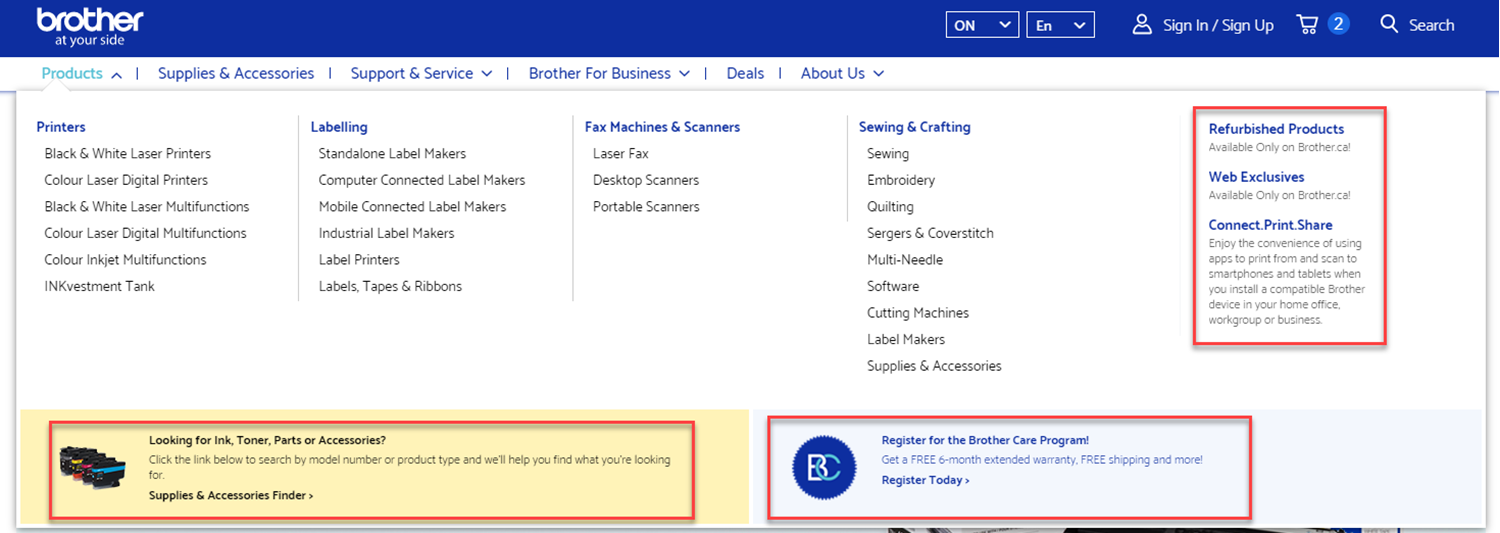 brother
at your side
ON
En
Sign In / Sign Up
2
Search
Products
Supplies & Accessories
Support & Service
Brother For Business
Deals
About Us
Printers
Black & White Laser Printers
Colour Laser Digital Printers
Black & White Laser Multifunctions
Colour Laser Digital Multifunctions
Colour Inkjet Multifunctions
INKvestment Tank
Labelling
Standalone Label Makers
Computer Connected Label Makers
Mobile Connected Label Makers
Industrial Label Makers
Label Printers
Labels, Tapes & Ribbons
Fax Machines & Scanners
Laser Fax
Desktop Scanners
Portable Scanners
Sewing & Crafting
Sewing
Embroidery
Quilting
Sergers & Coverstitch
Multi-Needle
Software
Cutting Machines
Label Makers
Supplies & Accessories
Refurbished Products
Available Only on Brother.ca!
Web Exclusives
Available Only on Brother.ca!
Connect.Print.Share
Enjoy the convenience of using
apps to print from and scan to
smartphones and tablets when
you install a compatible Brother
device in your home office,
workgroup or business.
Looking for Ink, Toner, Parts or Accessories?
Click the link below to search by model number or product type and we'll help you find what you're looking
for.
Supplies & Accessories Finder >
BC
Register for the Brother Care Program!
Get a FREE 6-month extended warranty, FREE shipping and more!
Register Today >